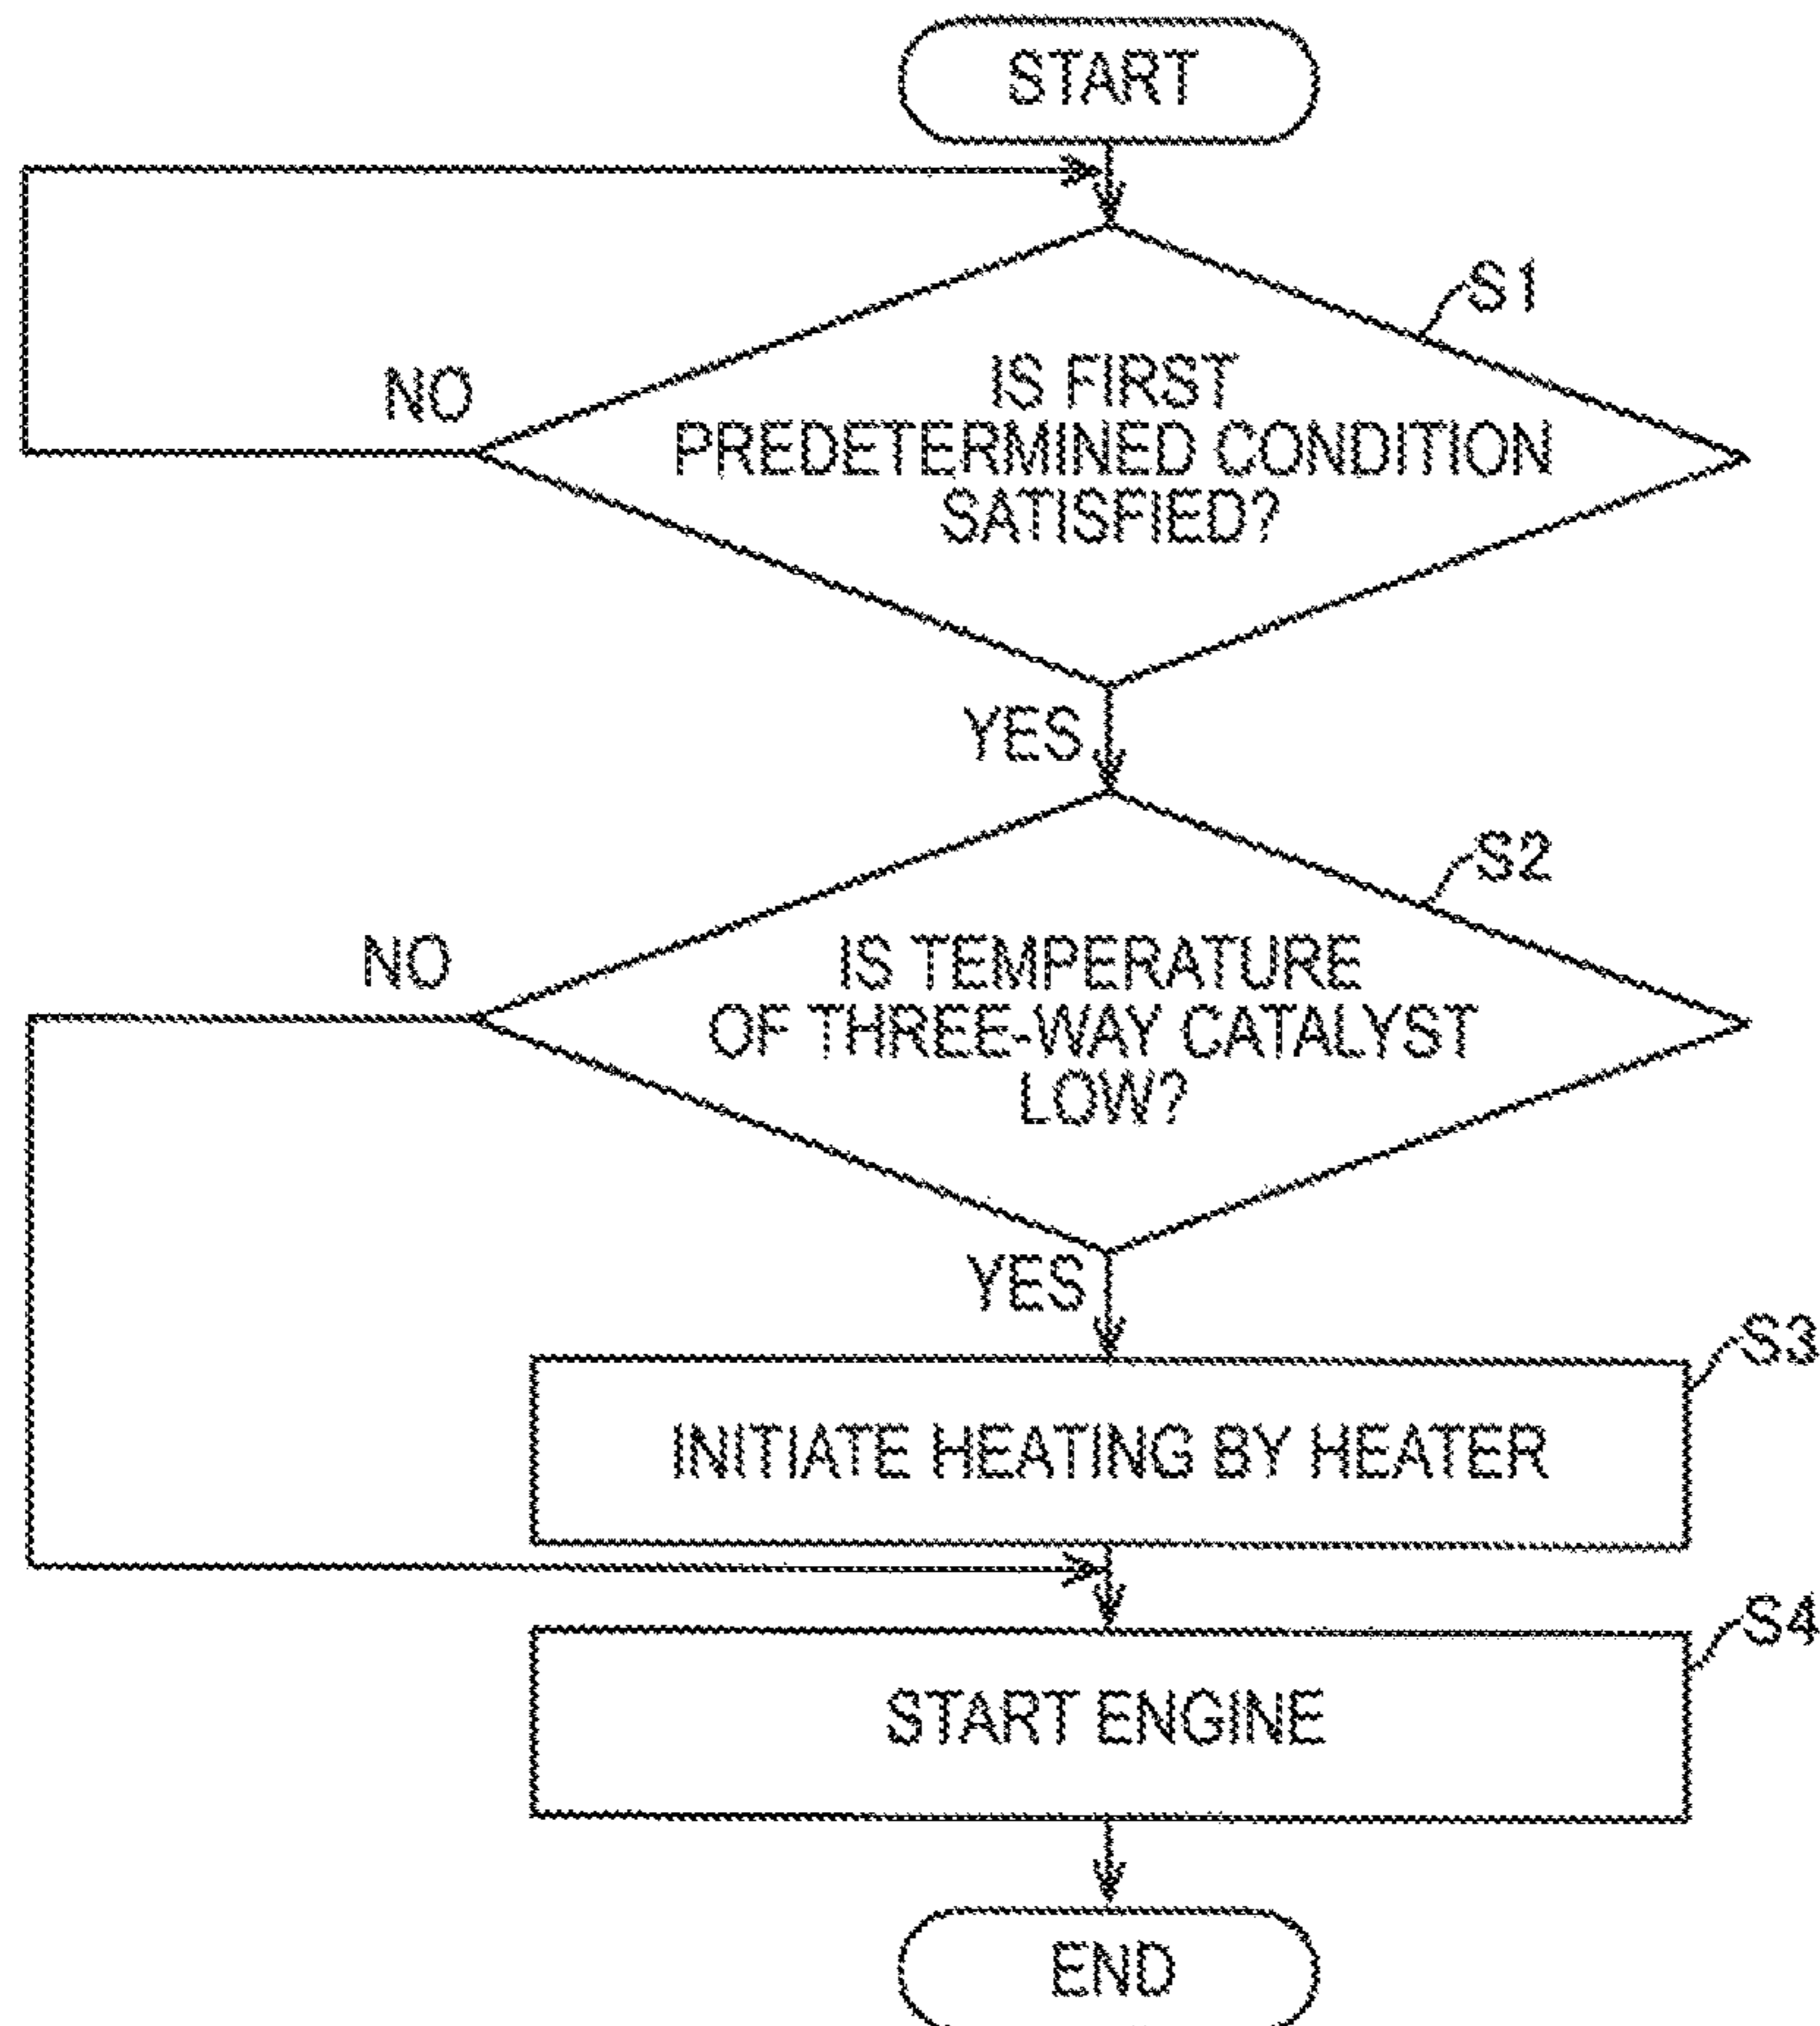 START
S1
IS FIRST
PREDETERMINED CONDITION
SATISFIED?
NO
YES
S2
IS TEMPERATURE
OF THREE-WAY CATALYST
LOW?
NO
YES
S3
INITIATE HEATING BY HEATER
S4
START ENGINE
END